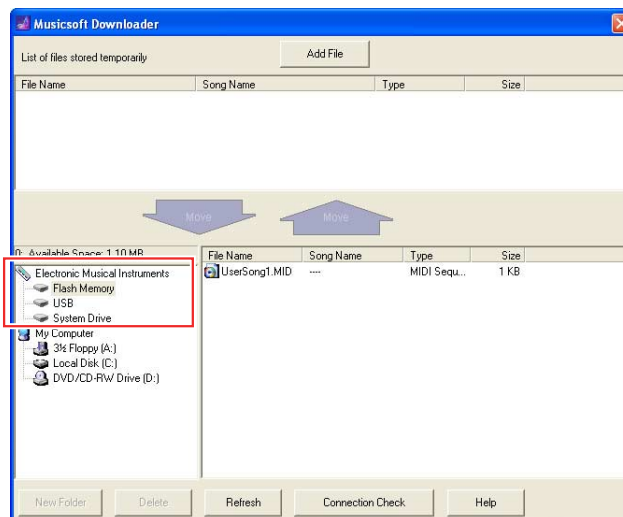 Musicsoft Downloader
List of files stored temporarily
Add File
File Name Song Name Type Size
Move Move
0: Available Space: 1.10 MB
Electronic Musical Instruments
Flash Memory
USB
System Drive
My Computer
3½ Floppy (A:)
Local Disk (C:)
DVD/CD-RW Drive (D:)
File Name Song Name Type Size
UserSong1.MID ---- MIDI Sequ... 1 KB
New Folder Delete Refresh Connection Check Help